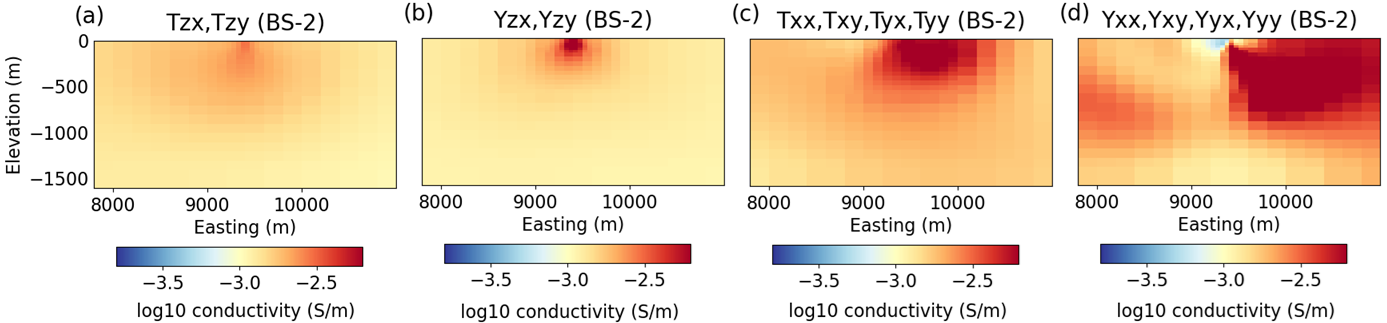 (a) Tzx,Tzy (BS-2)
0
−500
−1000
−1500
Elevation (m)
8000 9000 10000
Easting (m)
−3.5 −3.0 −2.5
log10 conductivity (S/m)
(b) Yzx,Yzy (BS-2)
8000 9000 10000
Easting (m)
−3.5 −3.0 −2.5
log10 conductivity (S/m)
(c) Txx,Txy,Tyx,Tyy (BS-2)
8000 9000 10000
Easting (m)
−3.5 −3.0 −2.5
log10 conductivity (S/m)
(d) Yxx,Yxy,Yyx,Yyy (BS-2)
8000 9000 10000
Easting (m)
−3.5 −3.0 −2.5
log10 conductivity (S/m)